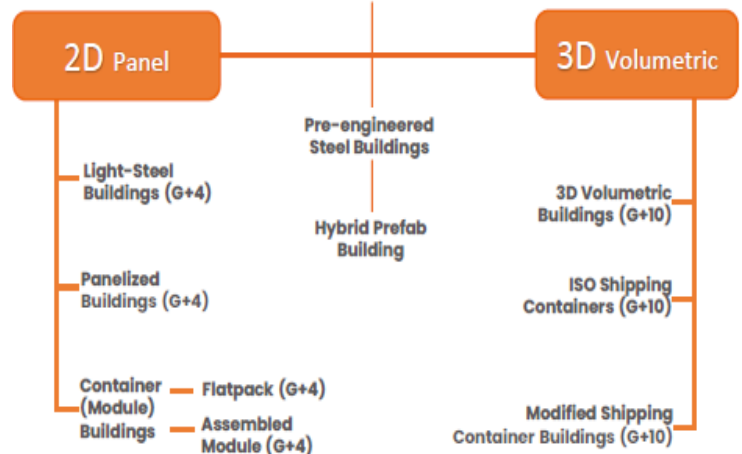 2D Panel
3D Volumetric
Pre-engineered
Steel Buildings
Hybrid Prefab
Building
Light-Steel
Buildings (G+4)
Panelized
Buildings (G+4)
Container
(Module)
Buildings
Flatpack (G+4)
Assembled
Module (G+4)
3D Volumetric
Buildings (G+10)
ISO Shipping
Containers (G+10)
Modified Shipping
Container Buildings (G+10)